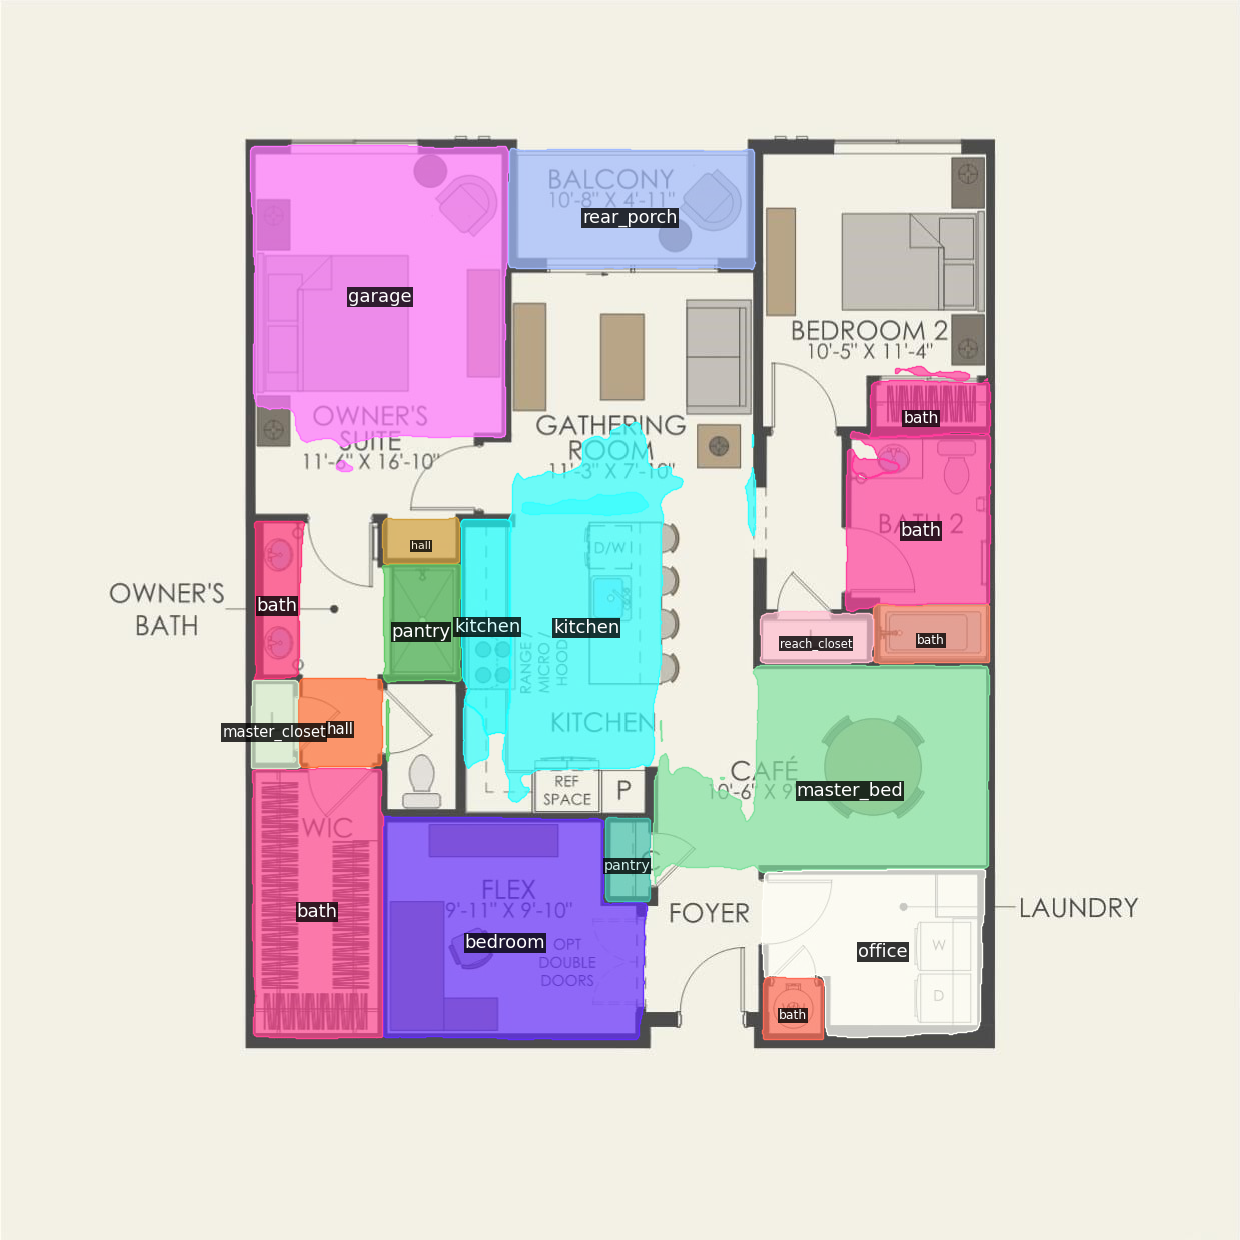 BALCONY
10'-8" X 4'-11"
rear_porch
garage
BEDROOM 2
10'-5" X 11'-4"
OWNER'S
SUITE
11'-6" X 16'-10"
GATHERING
ROOM
11'-3" X 7'-10"
bath
BATH 2
bath
hall
D/W
OWNER'S
BATH
bath
pantry
kitchen
kitchen
RANGE/
MICRO/
HOOD
reach_closet
bath
master_closet
hall
KITCHEN
CAFÉ
10'-6" X 9'
master_bed
REF
SPACE
P
WIC
bath
pantry
FLEX
9'-11" X 9'-10"
bedroom
OPT
DOUBLE
DOORS
FOYER
LAUNDRY
office
W
D
bath